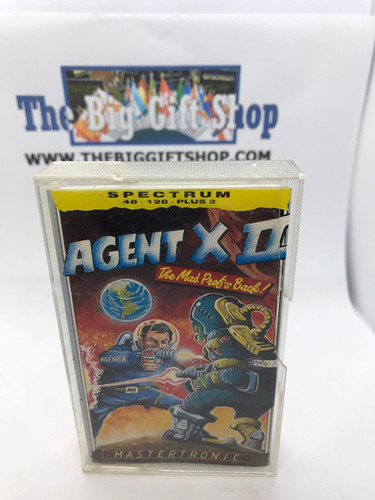 The Big Gift Shop
WWW.THEBIGGIFTSHOP.COM
SPECTRUM
48 · 128 · PLUS 2
AGENT X II
The Mad Prof's Back!
AGENT·X
MASTERTRONIC